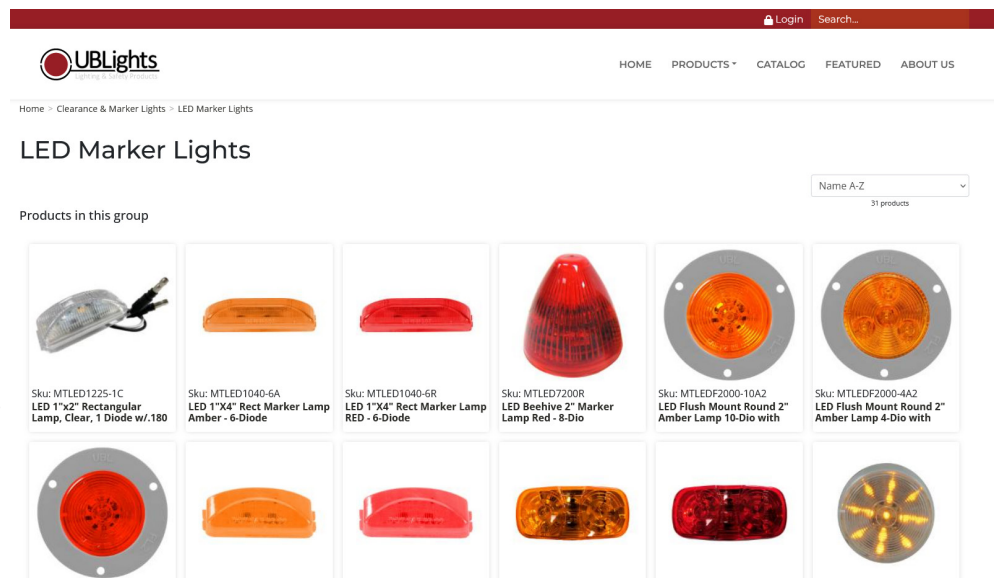 Login
Search...
UBLights
Lighting & Safety Products
HOME
PRODUCTS
CATALOG
FEATURED
ABOUT US
Home > Clearance & Marker Lights > LED Marker Lights
LED Marker Lights
Name A-Z
31 products
Products in this group
Sku: MTLED1225-1C
LED 1"x2" Rectangular
Lamp, Clear, 1 Diode w/.180
Sku: MTLED1040-6A
LED 1"X4" Rect Marker Lamp
Amber - 6-Diode
Sku: MTLED1040-6R
LED 1"X4" Rect Marker Lamp
RED - 6-Diode
Sku: MTLED7200R
LED Beehive 2" Marker
Lamp Red - 8-Dio
Sku: MTLEDF2000-10A2
LED Flush Mount Round 2"
Amber Lamp 10-Dio with
Sku: MTLEDF2000-4A2
LED Flush Mount Round 2"
Amber Lamp 4-Dio with